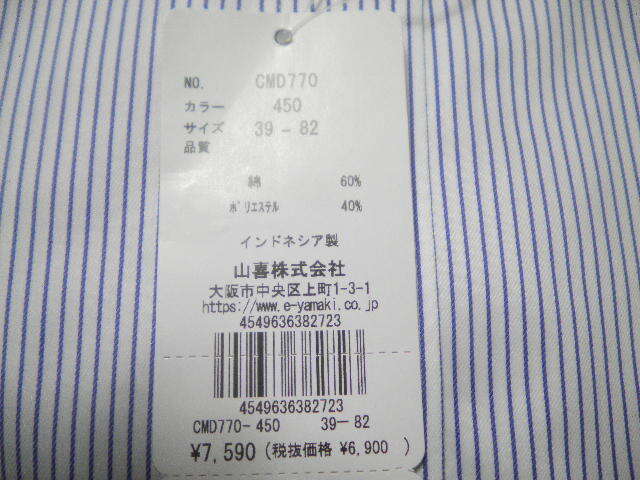 NO. CMD770
カラー 450
サイズ 39 - 82
品質
綿 60%
ポリエステル 40%
インドネシア製
山喜株式会社
大阪市中央区上町1-3-1
https://www.e-yamaki.co.jp
4549636382723
4549636382723
CMD770-450 39-82
¥7,590 (税抜価格 ¥6,900 )